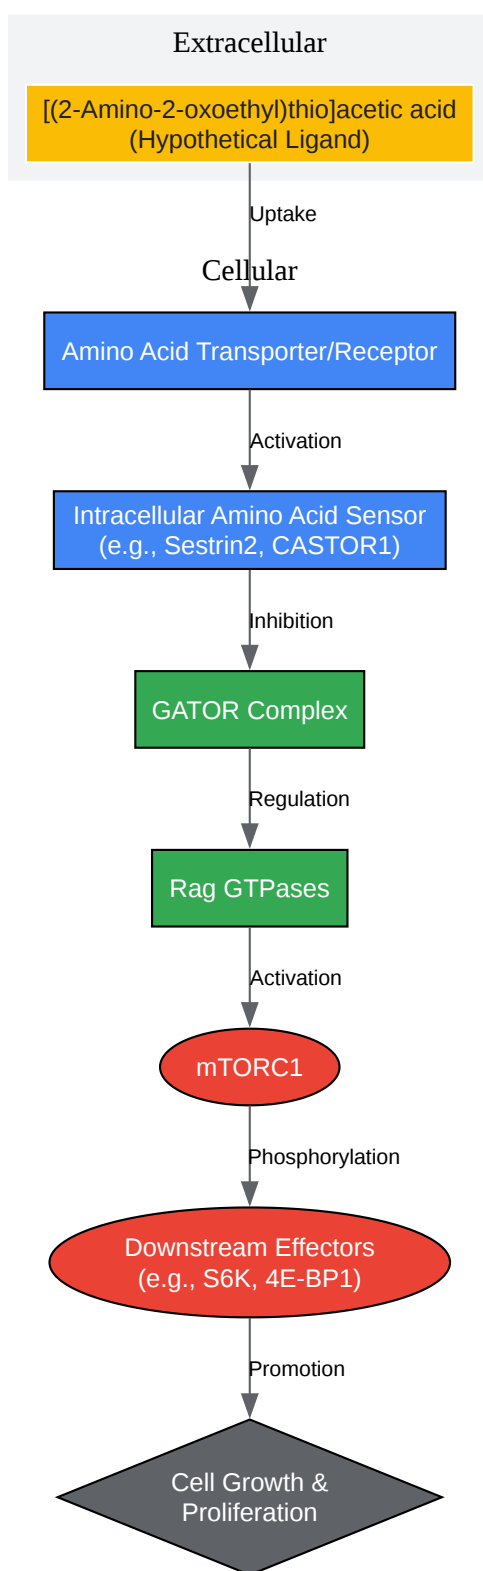 Extracellular
[(2-Amino-2-oxoethyl)thio]acetic acid
(Hypothetical Ligand)
Uptake
Cellular
Amino Acid Transporter/Receptor
Activation
Intracellular Amino Acid Sensor
(e.g., Sestrin2, CASTOR1)
Inhibition
GATOR Complex
Regulation
Rag GTPases
Activation
mTORC1
Phosphorylation
Downstream Effectors
(e.g., S6K, 4E-BP1)
Promotion
Cell Growth &
Proliferation